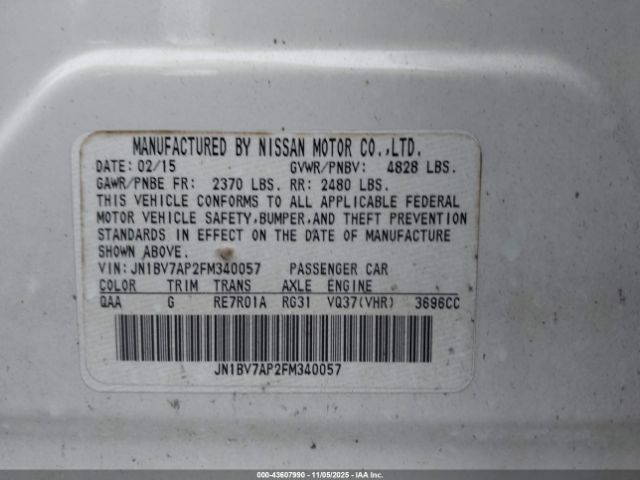 MANUFACTURED BY NISSAN MOTOR CO.,LTD.
DATE: 02/15 GVWR/PNBV: 4828 LBS.
GAWR/PNBE FR: 2370 LBS. RR: 2480 LBS.
THIS VEHICLE CONFORMS TO ALL APPLICABLE FEDERAL
MOTOR VEHICLE SAFETY,BUMPER,AND THEFT PREVENTION
STANDARDS IN EFFECT ON THE DATE OF MANUFACTURE
SHOWN ABOVE.
VIN: JN1BV7AP2FM340057 PASSENGER CAR
COLOR TRIM TRANS AXLE ENGINE
QAA G RE7R01A RG31 VQ37(VHR) 3696CC
JN1BV7AP2FM340057
000-43607990 - 11/05/2025 - IAAI.COM